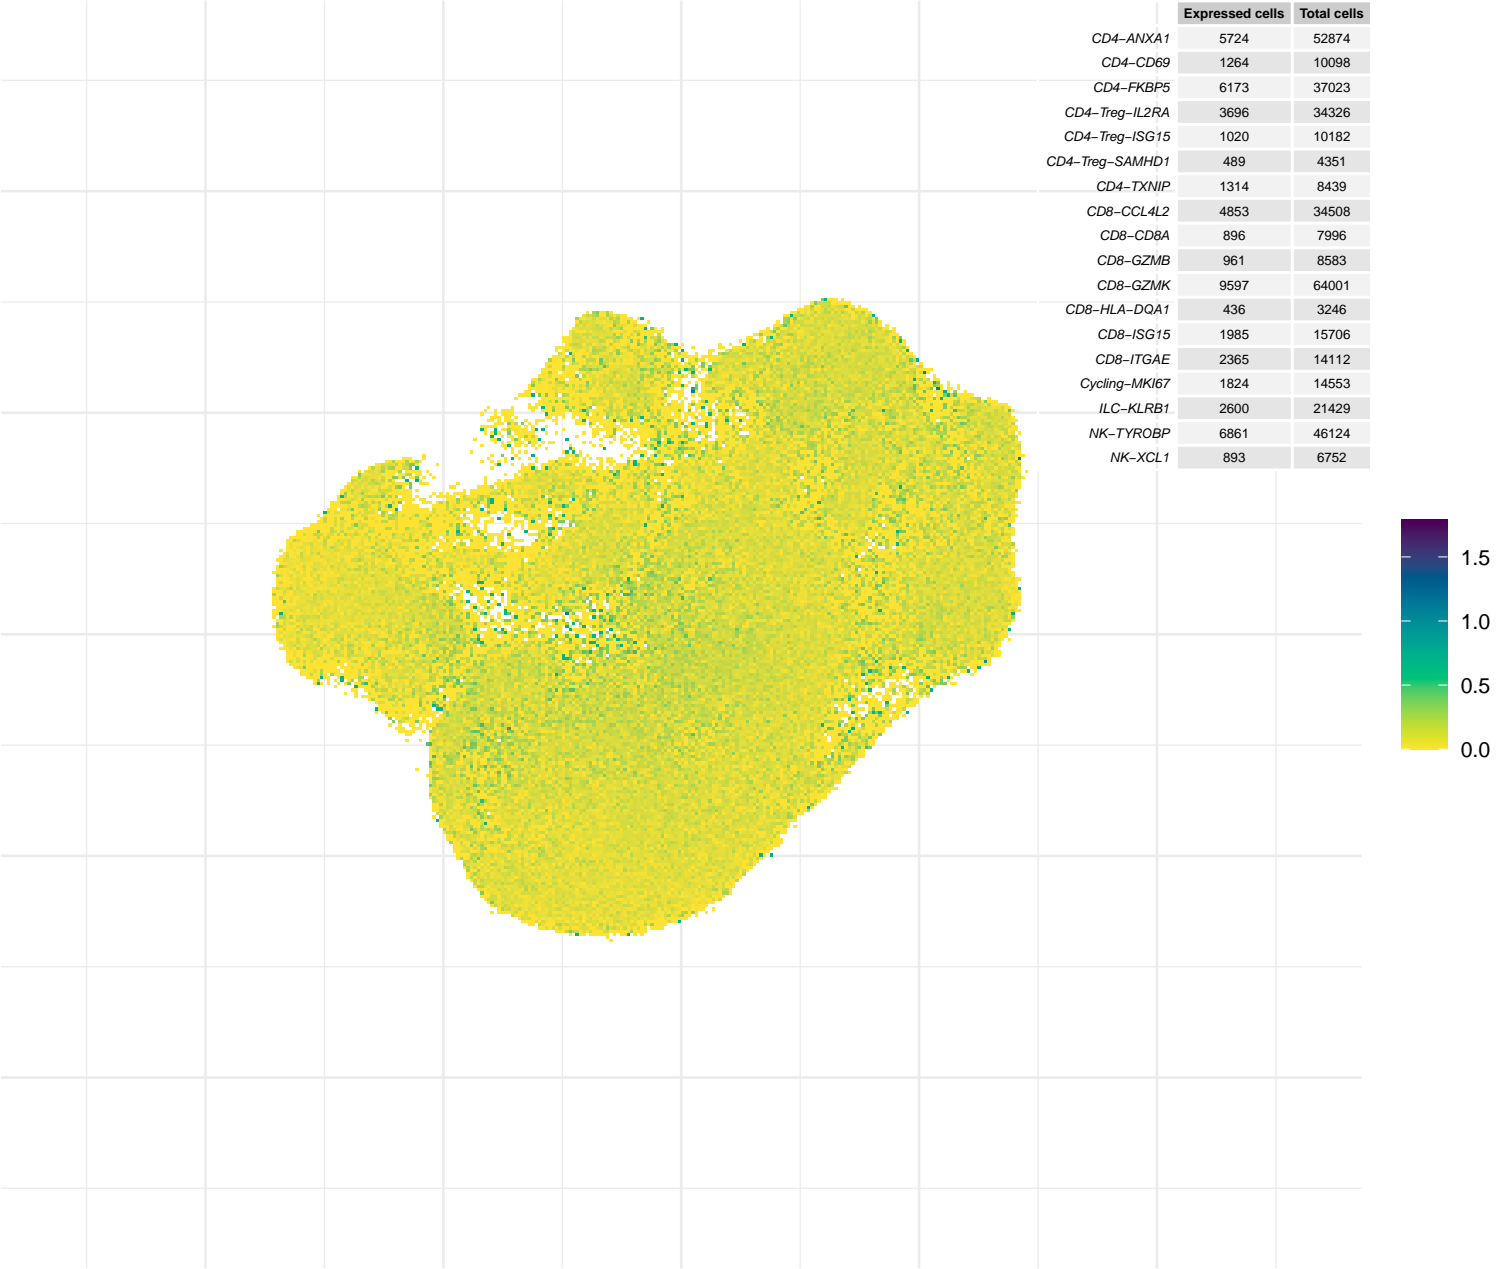 Expressed cells Total cells
CD4−ANXA1 5724 52874
CD4−CD69 1264 10098
CD4−FKBP5 6173 37023
CD4−Treg−IL2RA 3696 34326
CD4−Treg−ISG15 1020 10182
CD4−Treg−SAMHD1 489 4351
CD4−TXNIP 1314 8439
CD8−CCL4L2 4853 34508
CD8−CD8A 896 7996
CD8−GZMB 961 8583
CD8−GZMK 9597 64001
CD8−HLA−DQA1 436 3246
CD8−ISG15 1985 15706
CD8−ITGAE 2365 14112
Cycling−MKI67 1824 14553
ILC−KLRB1 2600 21429
NK−TYROBP 6861 46124
NK−XCL1 893 6752
1.5
1.0
0.5
0.0